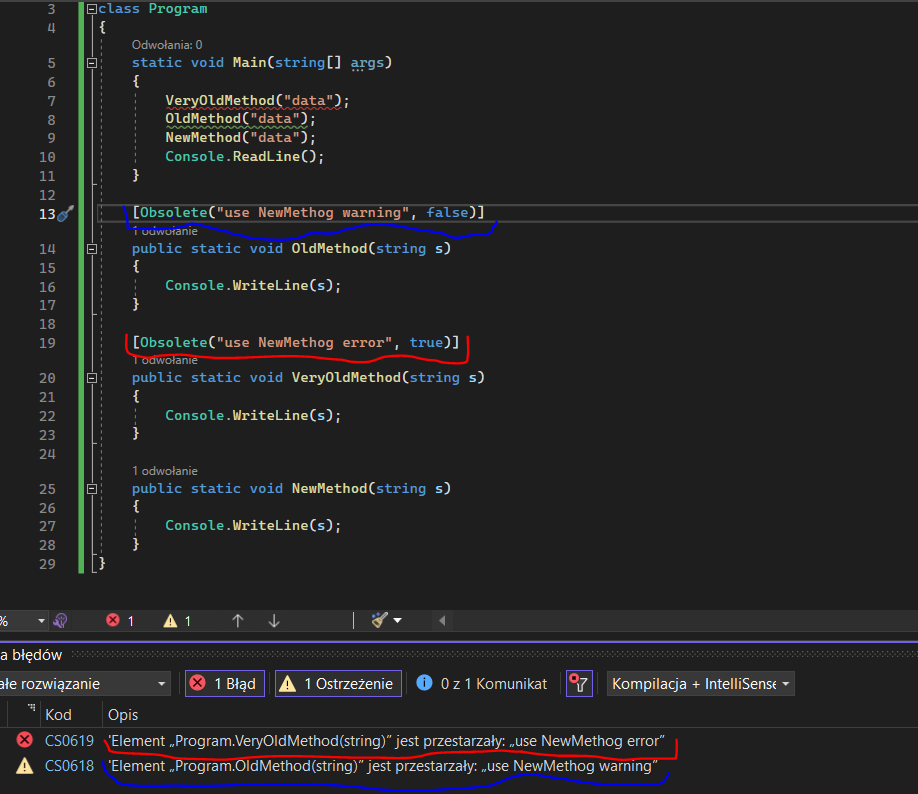 3 class Program
4 {
Odwołania: 0
5 static void Main(string[] args)
6 {
7 VeryOldMethod("data");
8 OldMethod("data");
9 NewMethod("data");
10 Console.ReadLine();
11 }
12
13 [Obsolete("use NewMethog warning", false)]
1 odwołanie
14 public static void OldMethod(string s)
15 {
16 Console.WriteLine(s);
17 }
18
19 [Obsolete("use NewMethog error", true)]
1 odwołanie
20 public static void VeryOldMethod(string s)
21 {
22 Console.WriteLine(s);
23 }
24
1 odwołanie
25 public static void NewMethod(string s)
26 {
27 Console.WriteLine(s);
28 }
29 }
% 1 1
a błędów
ałe rozwiązanie 1 Błąd 1 Ostrzeżenie 0 z 1 Komunikat Kompilacja + IntelliSense
Kod Opis
CS0619 'Element „Program.VeryOldMethod(string)” jest przestarzały: „use NewMethog error”
CS0618 'Element „Program.OldMethod(string)” jest przestarzały: „use NewMethog warning”